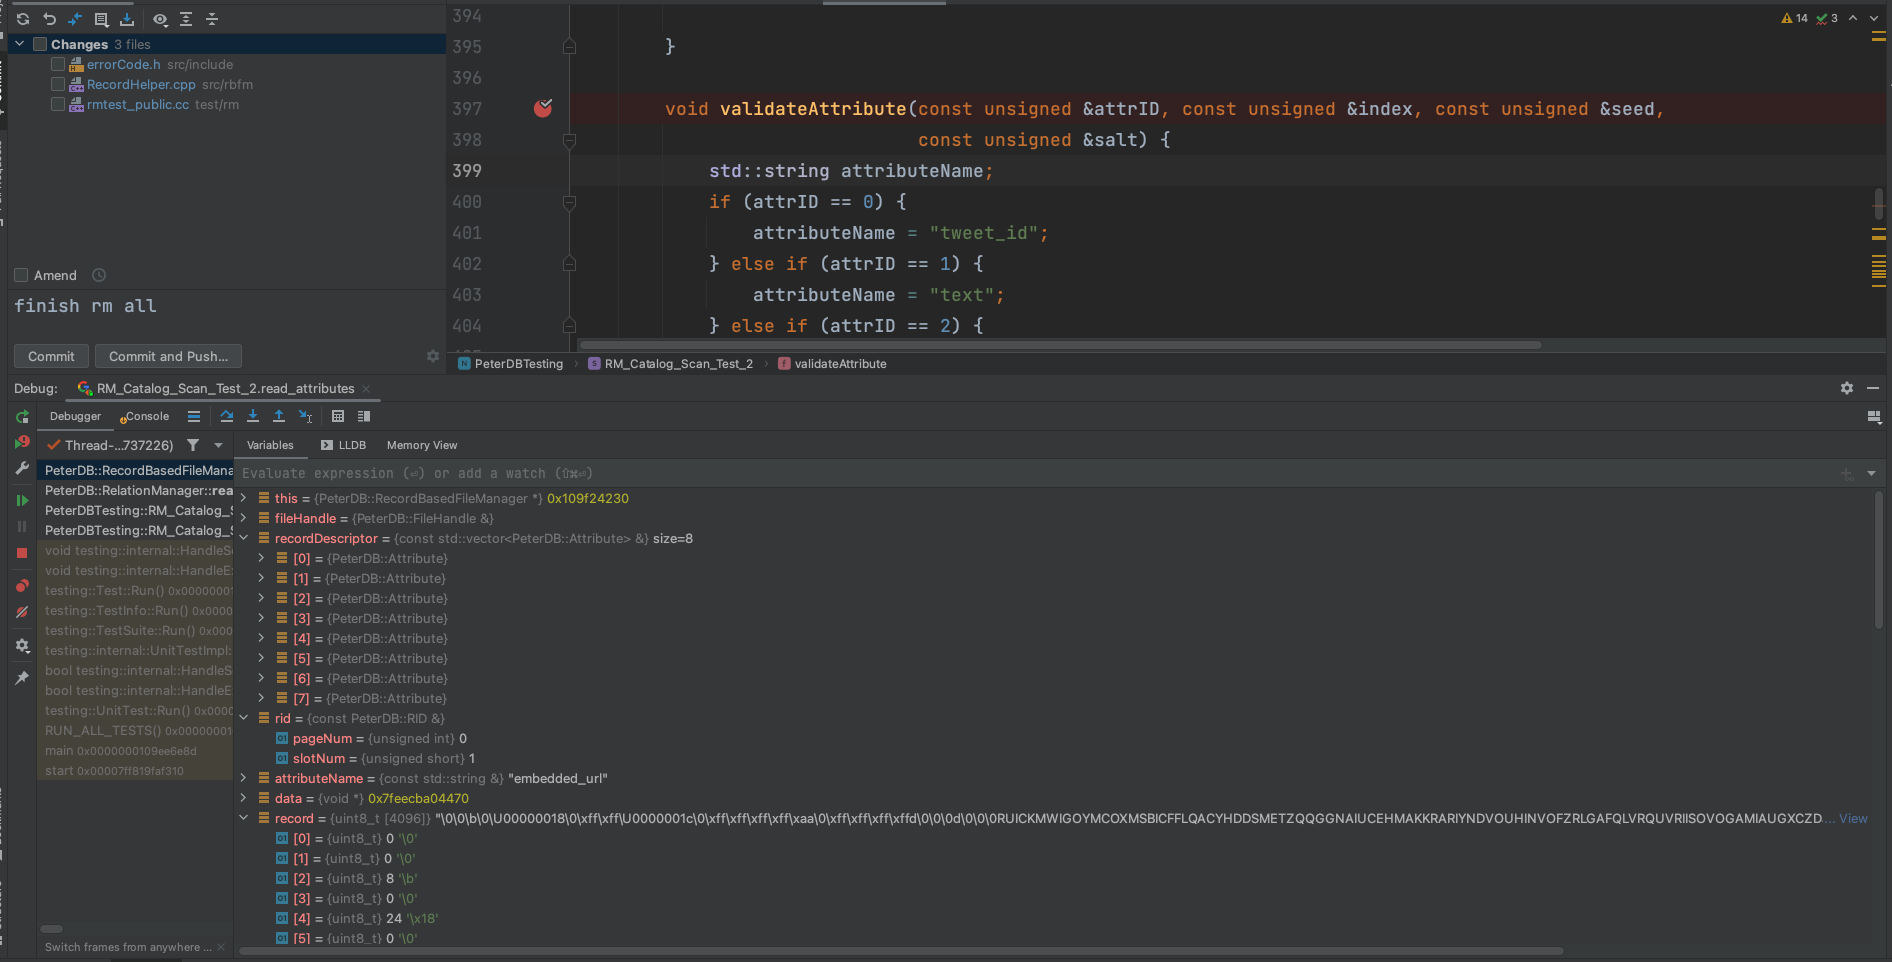 Changes 3 files
errorCode.h src/include
RecordHelper.cpp src/rbfm
rmtest_public.cc test/rm
Amend
finish rm all
Commit
Commit and Push...
394
395 }
396
397 void validateAttribute(const unsigned &attrID, const unsigned &index, const unsigned &seed,
398 const unsigned &salt) {
399 std::string attributeName;
400 if (attrID == 0) {
401 attributeName = "tweet_id";
402 } else if (attrID == 1) {
403 attributeName = "text";
404 } else if (attrID == 2) {
14 3
PeterDBTesting RM_Catalog_Scan_Test_2 validateAttribute
Debug: RM_Catalog_Scan_Test_2.read_attributes
Debugger Console
Thread-...737226)
PeterDB::RecordBasedFileMana
PeterDB::RelationManager::rea
PeterDBTesting::RM_Catalog_S
PeterDBTesting::RM_Catalog_S
void testing::internal::HandleSe
void testing::internal::HandleEx
testing::Test::Run() 0x00000001
testing::TestInfo::Run() 0x0000
testing::TestSuite::Run() 0x000
testing::internal::UnitTestImpl:
bool testing::internal::HandleS
bool testing::internal::HandleE
testing::UnitTest::Run() 0x0000
RUN_ALL_TESTS() 0x00000001
main 0x0000000109ee6e8d
start 0x00007ff819faf310
Switch frames from anywhere ...
Variables LLDB Memory View
Evaluate expression (⏎) or add a watch (⇧⌘⏎)
this = {PeterDB::RecordBasedFileManager *} 0x109f24230
fileHandle = {PeterDB::FileHandle &}
recordDescriptor = {const std::vector<PeterDB::Attribute> &} size=8
[0] = {PeterDB::Attribute}
[1] = {PeterDB::Attribute}
[2] = {PeterDB::Attribute}
[3] = {PeterDB::Attribute}
[4] = {PeterDB::Attribute}
[5] = {PeterDB::Attribute}
[6] = {PeterDB::Attribute}
[7] = {PeterDB::Attribute}
rid = {const PeterDB::RID &}
pageNum = {unsigned int} 0
slotNum = {unsigned short} 1
attributeName = {const std::string &} "embedded_url"
data = {void *} 0x7feecba04470
record = {uint8_t [4096]} "\0\0\b\0\U00000018\0\xff\xff\U0000001c\0\xff\xff\xff\xff\xaa\0\xff\xff\xff\xffd\0\0\0d\0\0\0RUICKMWIGOYMCOXMSBICFFLQACYHDDSMETZQQGGNAIUCEHMAKKRARIYNDVOUHINVOFZRLGAFQLVRQUVRIISOVOGAMIAUGXCZD... View
[0] = {uint8_t} 0 '\0'
[1] = {uint8_t} 0 '\0'
[2] = {uint8_t} 8 '\b'
[3] = {uint8_t} 0 '\0'
[4] = {uint8_t} 24 '\x18'
[5] = {uint8_t} 0 '\0'